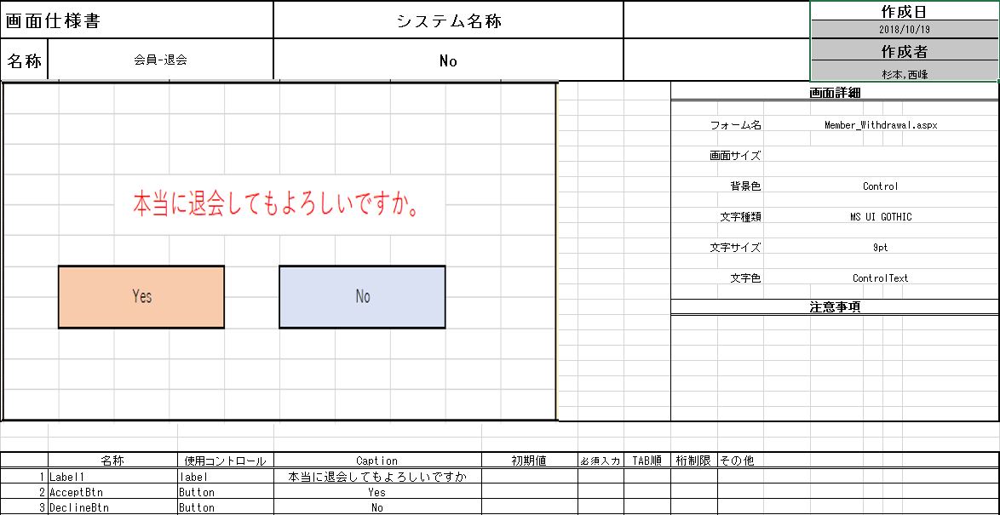 画面仕様書
システム名称
作成日
2018/10/19
名称
会員-退会
No
作成者
杉本,西峰
画面詳細
フォーム名
Member_Withdrawal.aspx
画面サイズ
背景色
Control
文字種類
MS UI GOTHIC
文字サイズ
9pt
文字色
ControlText
注意事項
本当に退会してもよろしいですか。
Yes
No
名称 使用コントロール Caption 初期値 必須入力 TAB順 桁制限 その他
1 Label1 label 本当に退会してもよろしいですか
2 AcceptBtn Button Yes
3 DeclineBtn Button No